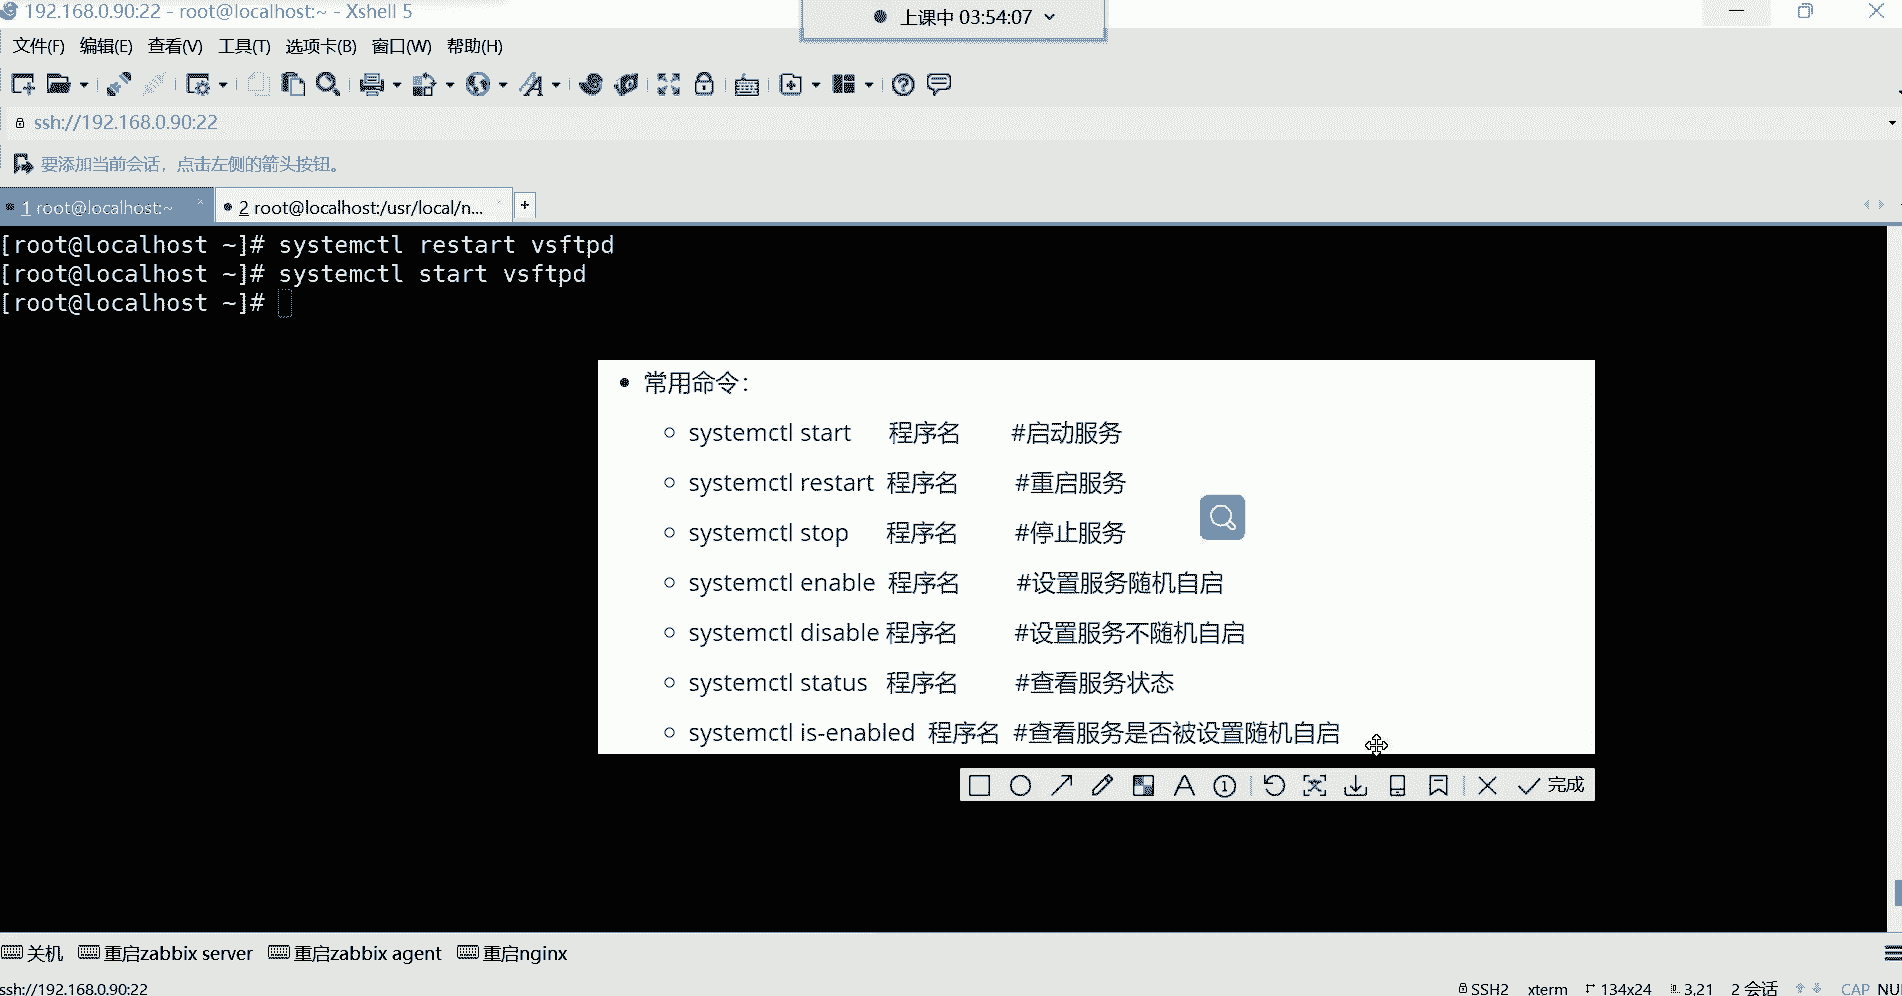 192.168.0.90:22 - root@localhost:~ - Xshell 5
上课中 03:54:07
文件(F) 编辑(E) 查看(V) 工具(T) 选项卡(B) 窗口(W) 帮助(H)
ssh://192.168.0.90:22
要添加当前会话，点击左侧的箭头按钮。
1 root@localhost:~ 2 root@localhost:/usr/local/n... +
[root@localhost ~]# systemctl restart vsftpd
[root@localhost ~]# systemctl start vsftpd
[root@localhost ~]#
常用命令：
systemctl start 程序名 #启动服务
systemctl restart 程序名 #重启服务
systemctl stop 程序名 #停止服务
systemctl enable 程序名 #设置服务随机自启
systemctl disable 程序名 #设置服务不随机自启
systemctl status 程序名 #查看服务状态
systemctl is-enabled 程序名 #查看服务是否被设置随机自启
完成
关机 重启zabbix server 重启zabbix agent 重启nginx
ssh://192.168.0.90:22 SSH2 xterm 134x24 3,21 2 会话 CAP NU